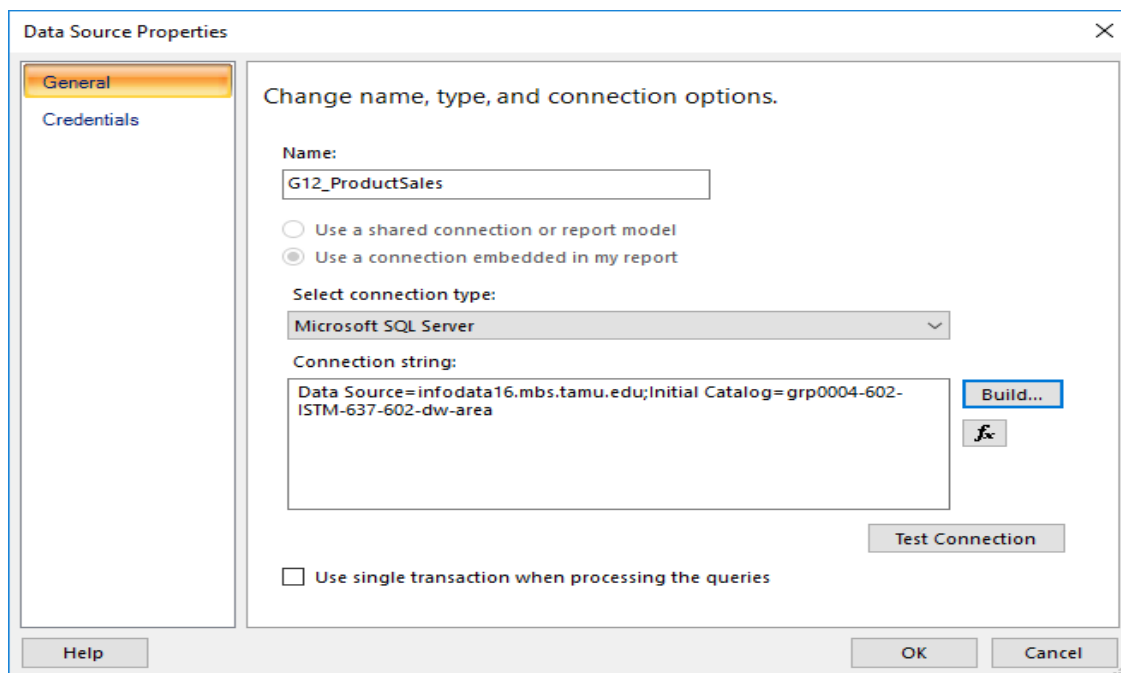 Data Source Properties
General
Credentials
Change name, type, and connection options.
Name:
G12_ProductSales
Use a shared connection or report model
Use a connection embedded in my report
Select connection type:
Microsoft SQL Server
Connection string:
Data Source=infodata16.mbs.tamu.edu;Initial Catalog=grp0004-602-
ISTM-637-602-dw-area
Build...
fx
Test Connection
Use single transaction when processing the queries
Help
OK
Cancel